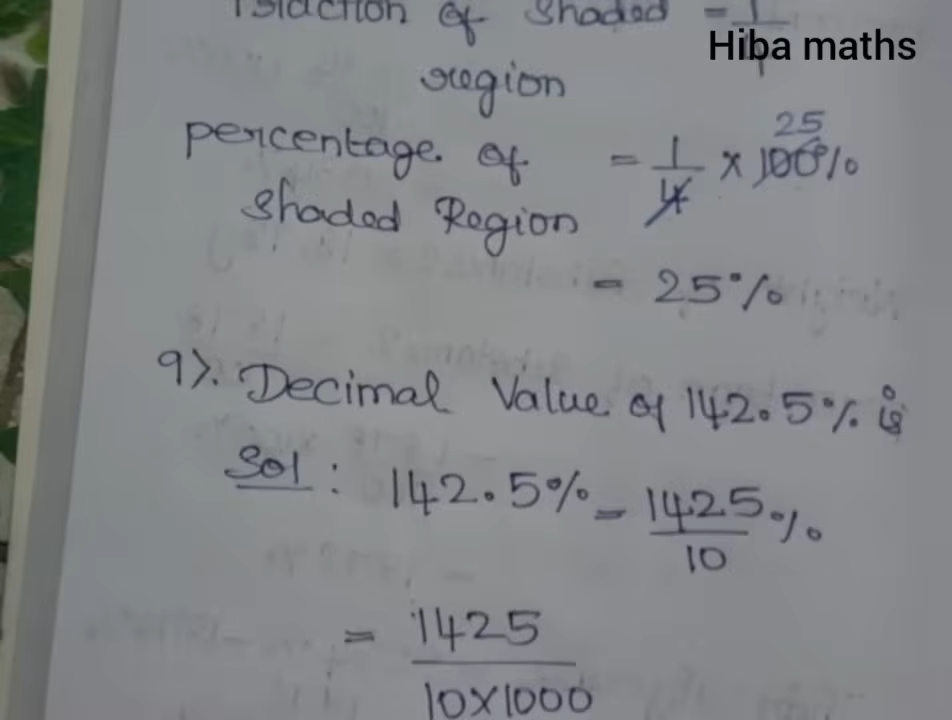 of shaded = 1
Hiba maths
region
percentage of = 1/4 × 100%
25
shaded Region
= 25%
9). Decimal Value of 142.5% is
Sol : 142.5% = 1425/10 %
= 1425
10×1000